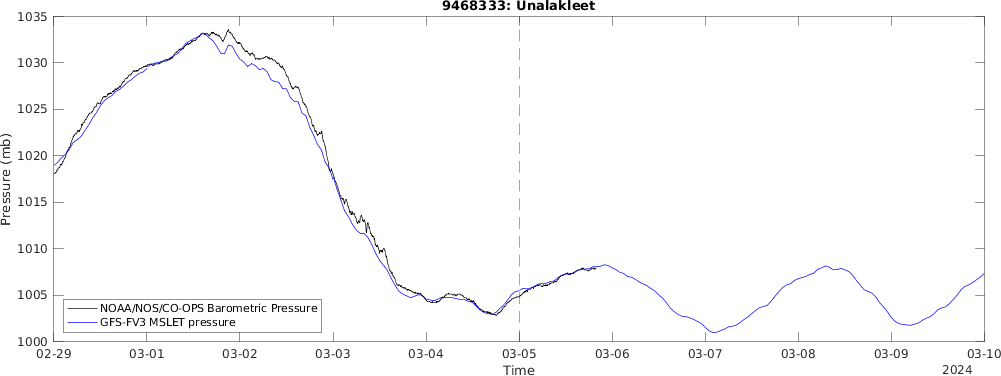 9468333: Unalakleet
1035
1030
1025
1020
1015
1010
1005
1000
Pressure (mb)
NOAA/NOS/CO-OPS Barometric Pressure
GFS-FV3 MSLET pressure
02-29 03-01 03-02 03-03 03-04 03-05 03-06 03-07 03-08 03-09 03-10
Time
2024